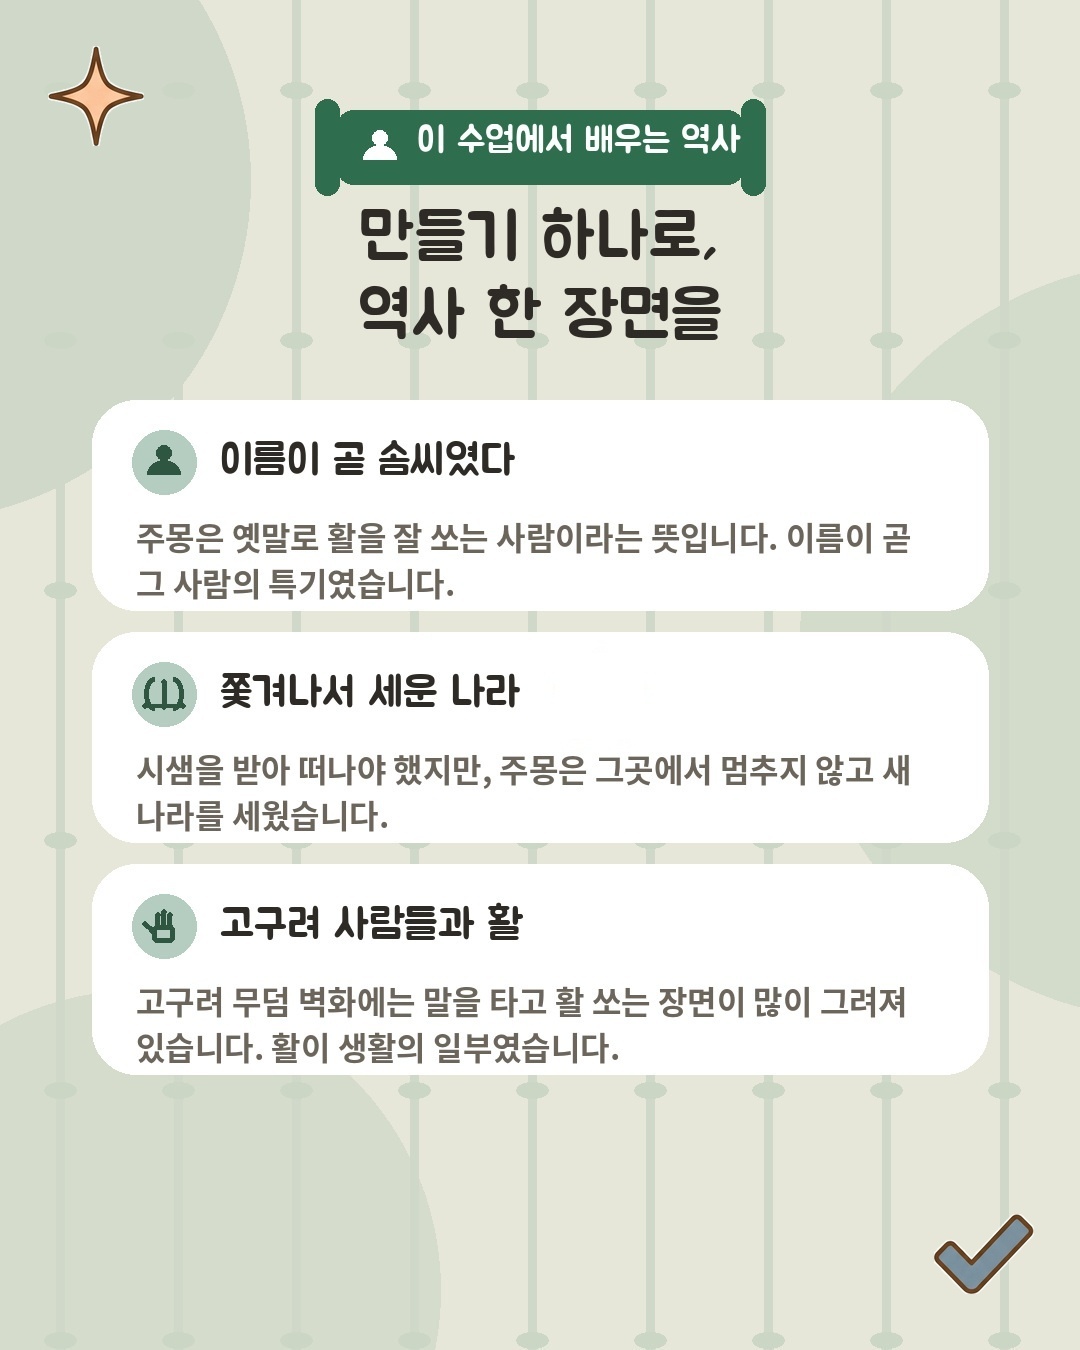 이 수업에서 배우는 역사
만들기 하나로,
역사 한 장면을
이름이 곧 솜씨였다
주몽은 옛말로 활을 잘 쏘는 사람이라는 뜻입니다. 이름이 곧
그 사람의 특기였습니다.
쫓겨나서 세운 나라
시샘을 받아 떠나야 했지만, 주몽은 그곳에서 멈추지 않고 새
나라를 세웠습니다.
고구려 사람들과 활
고구려 무덤 벽화에는 말을 타고 활 쏘는 장면이 많이 그려져
있습니다. 활이 생활의 일부였습니다.